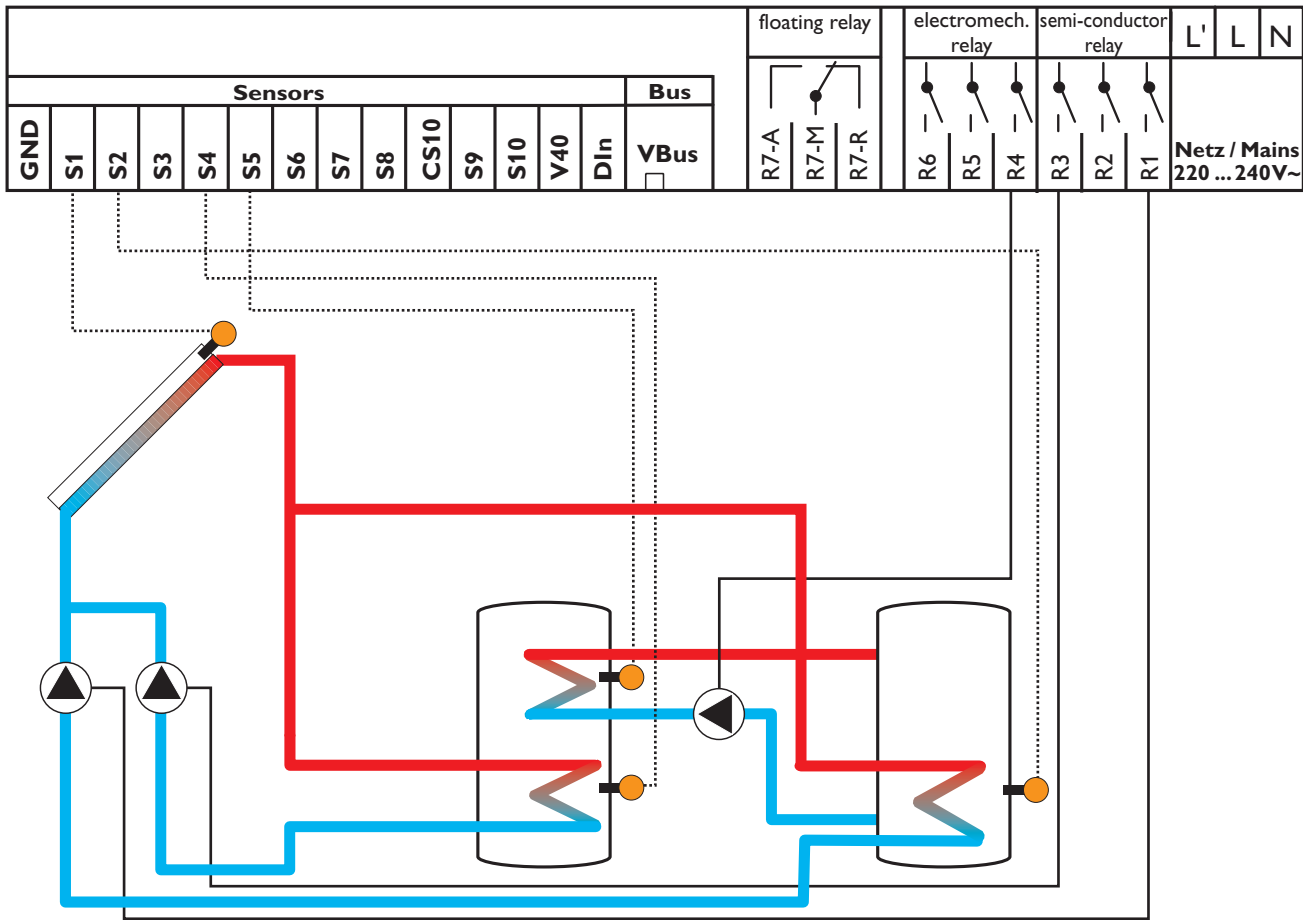 floating relay
electromech. relay
semi-conductor relay
L' L N
Sensors
Bus
GND
S1
S2
S3
S4
S5
S6
S7
S8
CS10
S9
S10
V40
DIn
VBus
R7-A
R7-M
R7-R
R6
R5
R4
R3
R2
R1
Netz / Mains
220 ... 240V~